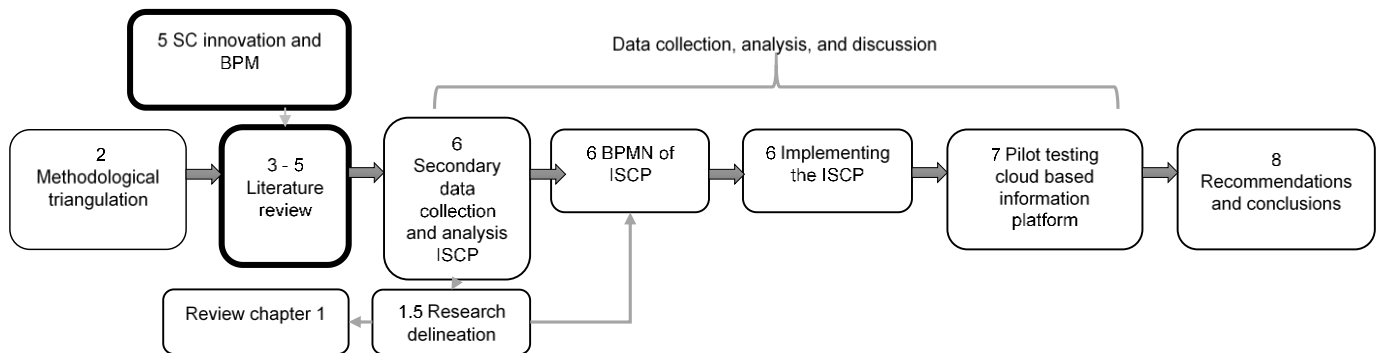 5 SC innovation and
BPM
Data collection, analysis, and discussion
2
Methodological
triangulation
3 - 5
Literature
review
6
Secondary
data
collection
and analysis
ISCP
6 BPMN of
ISCP
6 Implementing
the ISCP
7 Pilot testing
cloud based
information
platform
8
Recommendations
and conclusions
Review chapter 1
1.5 Research
delineation